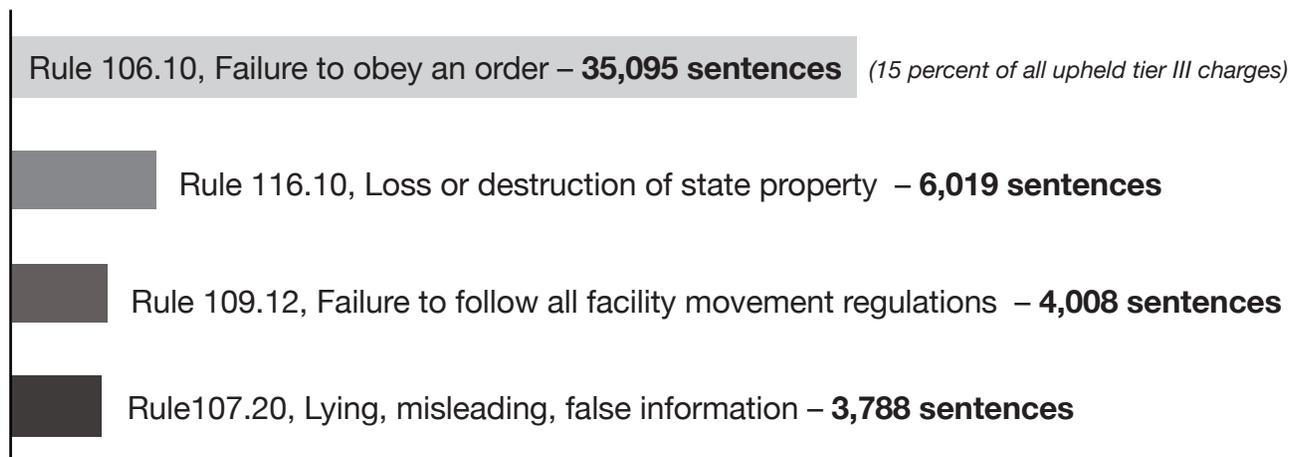 Rule 106.10, Failure to obey an order – 35,095 sentences (15 percent of all upheld tier III charges)
Rule 116.10, Loss or destruction of state property – 6,019 sentences
Rule 109.12, Failure to follow all facility movement regulations – 4,008 sentences
Rule107.20, Lying, misleading, false information – 3,788 sentences